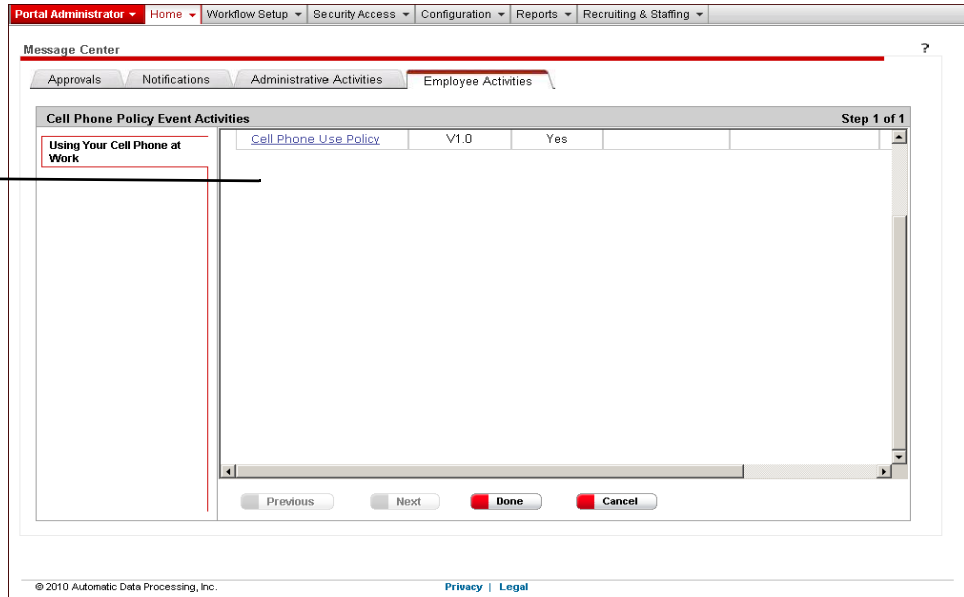 Portal Administrator Home Workflow Setup Security Access Configuration Reports Recruiting & Staffing
Message Center ?
Approvals Notifications Administrative Activities Employee Activities
Cell Phone Policy Event Activities Step 1 of 1
Using Your Cell Phone at
Work
Cell Phone Use Policy V1.0 Yes
Previous Next Done Cancel
© 2010 Automatic Data Processing, Inc. Privacy | Legal